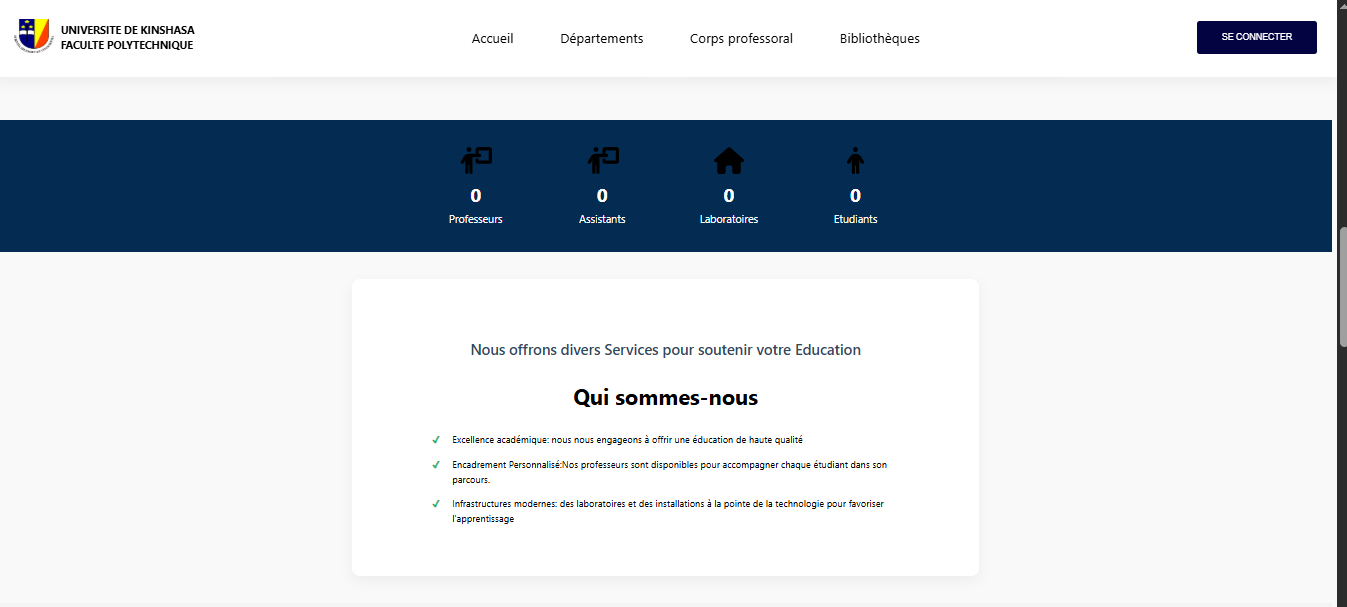 UNIVERSITE DE KINSHASA
FACULTE POLYTECHNIQUE
Accueil
Départements
Corps professoral
Bibliothèques
SE CONNECTER
0
Professeurs
0
Assistants
0
Laboratoires
0
Etudiants
Nous offrons divers Services pour soutenir votre Education
Qui sommes-nous
Excellence académique: nous nous engageons à offrir une éducation de haute qualité
Encadrement Personnalisé:Nos professeurs sont disponibles pour accompagner chaque étudiant dans son
parcours.
Infrastructures modernes: des laboratoires et des installations à la pointe de la technologie pour favoriser
l'apprentissage